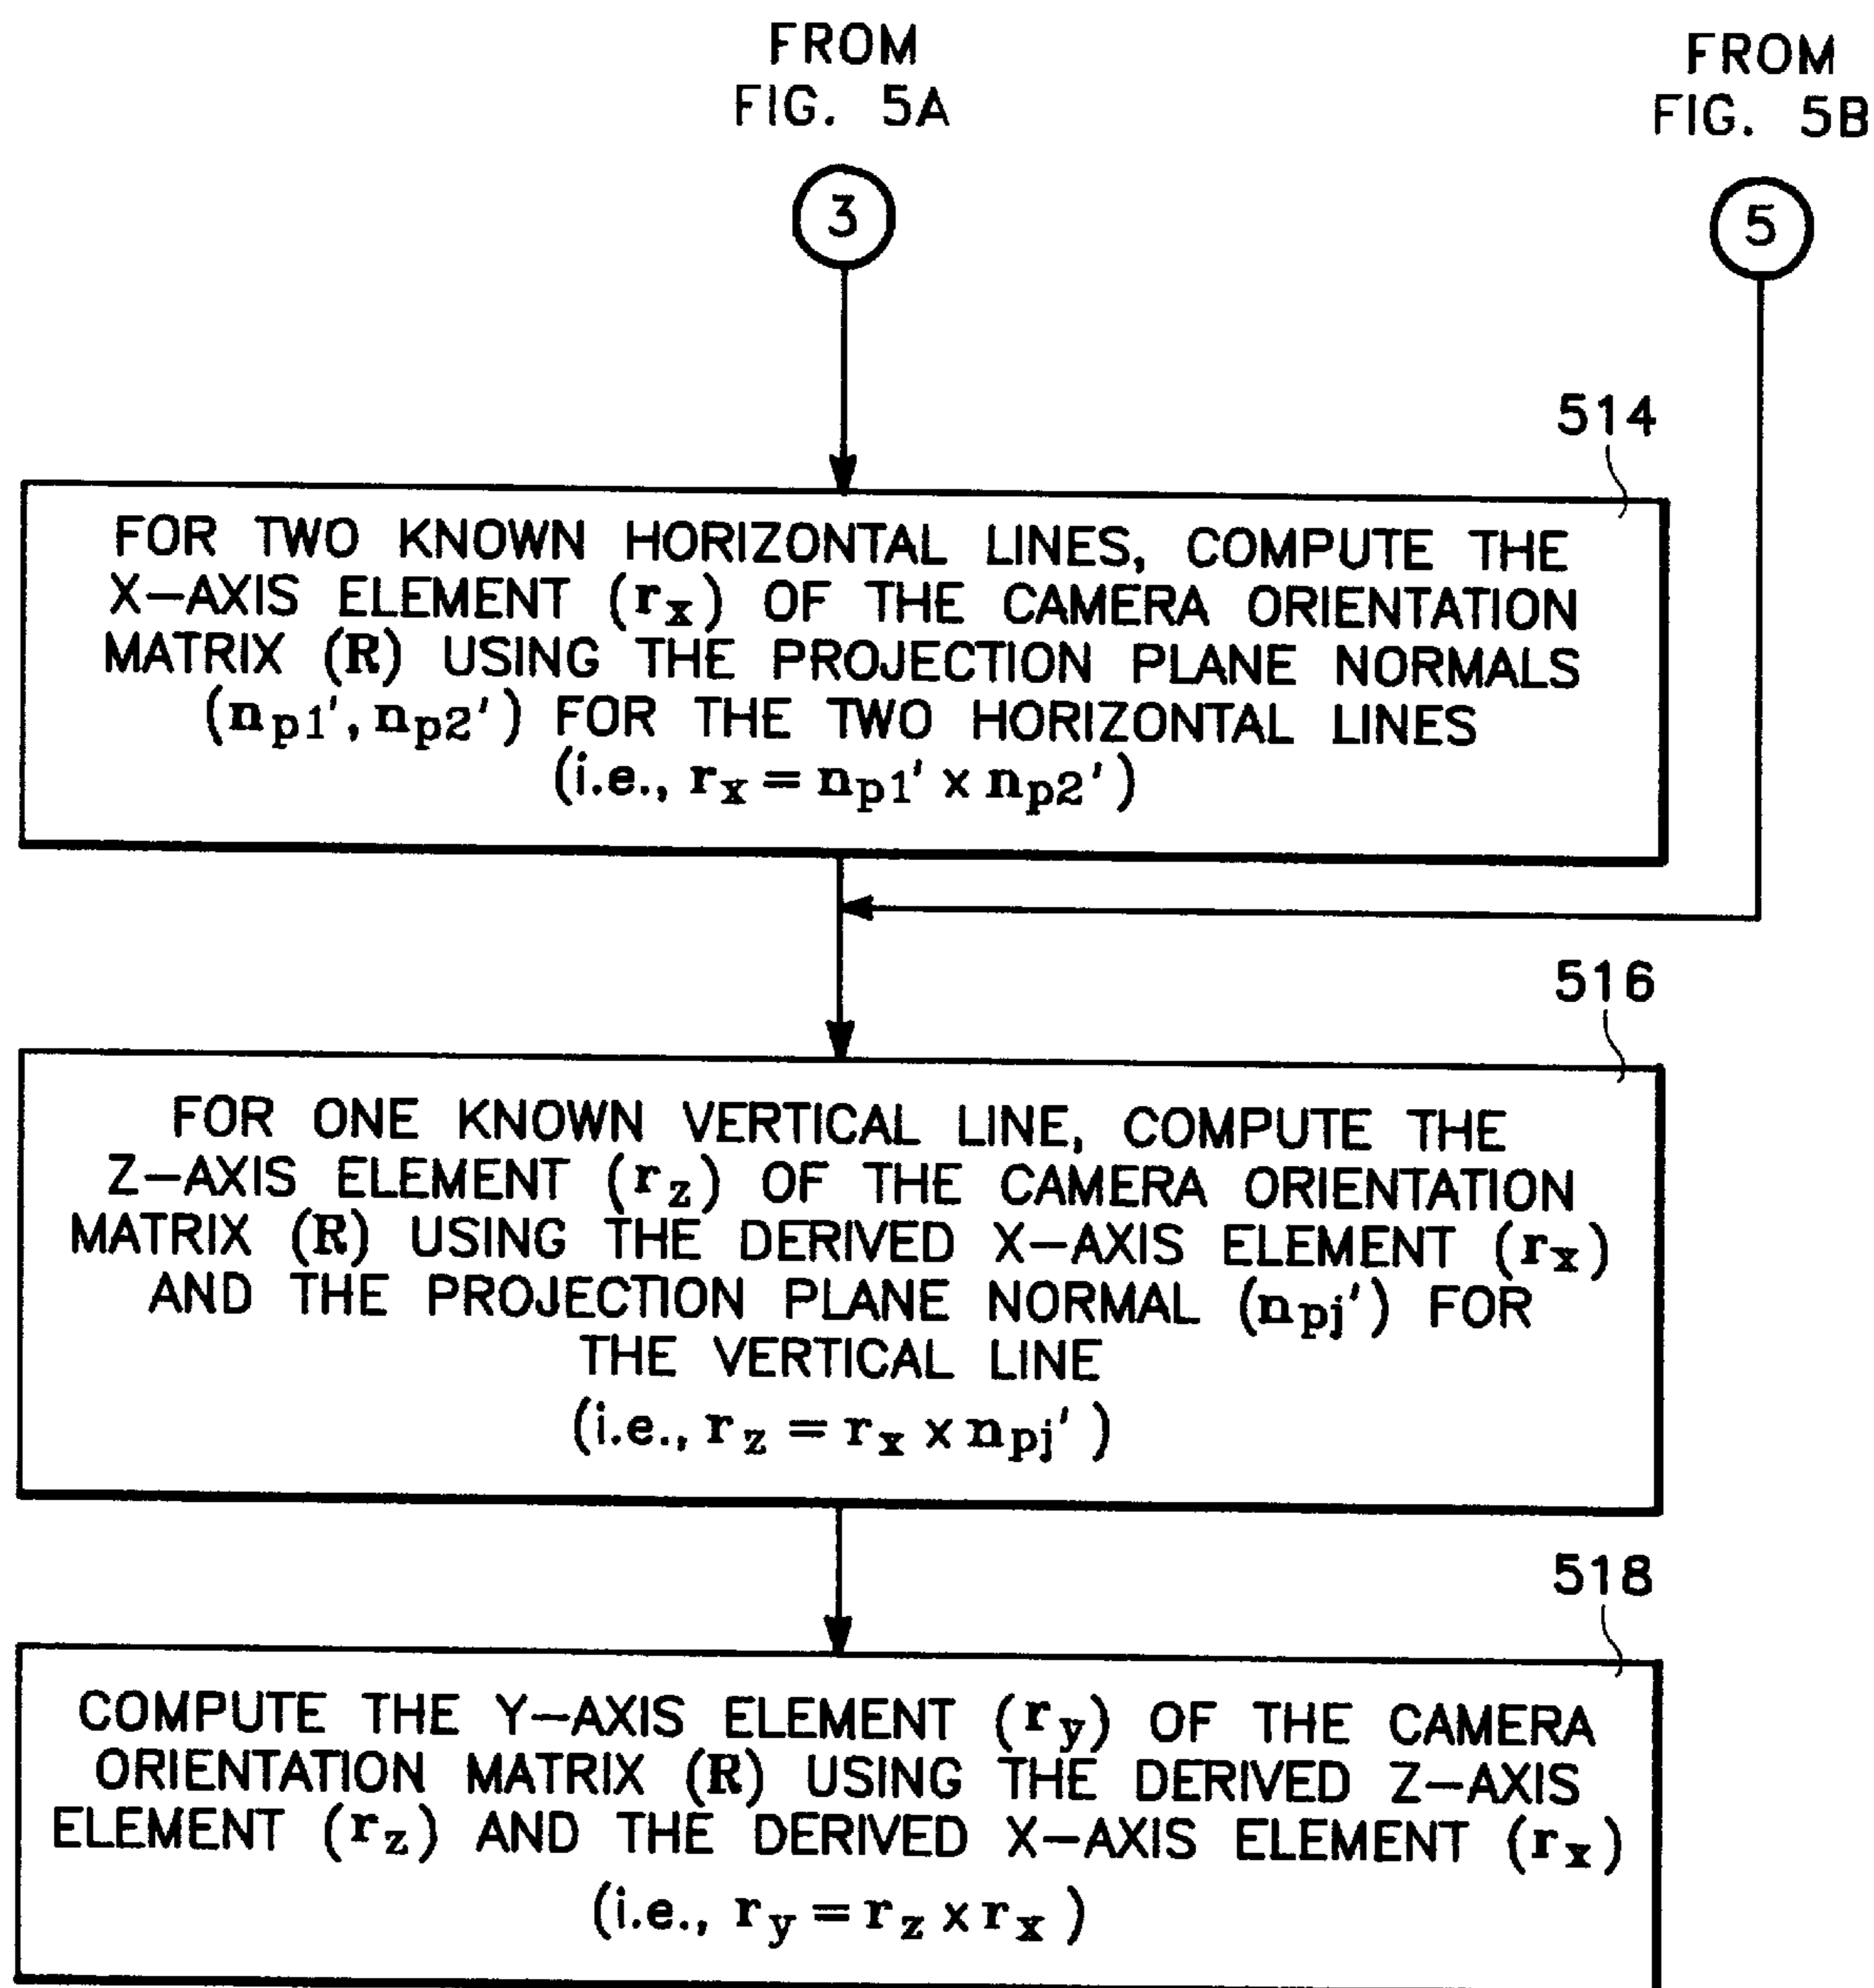 FROM
FIG. 5A
3
FROM
FIG. 5B
5
514
FOR TWO KNOWN HORIZONTAL LINES, COMPUTE THE
X–AXIS ELEMENT (rx) OF THE CAMERA ORIENTATION
MATRIX (R) USING THE PROJECTION PLANE NORMALS
(np1', np2') FOR THE TWO HORIZONTAL LINES
(i.e., rx = np1' x np2')
516
FOR ONE KNOWN VERTICAL LINE, COMPUTE THE
Z–AXIS ELEMENT (rz) OF THE CAMERA ORIENTATION
MATRIX (R) USING THE DERIVED X–AXIS ELEMENT (rx)
AND THE PROJECTION PLANE NORMAL (npj') FOR
THE VERTICAL LINE
(i.e., rz = rx x npj')
518
COMPUTE THE Y–AXIS ELEMENT (ry) OF THE CAMERA
ORIENTATION MATRIX (R) USING THE DERIVED Z–AXIS
ELEMENT (rz) AND THE DERIVED X–AXIS ELEMENT (rx)
(i.e., ry = rz x rx)